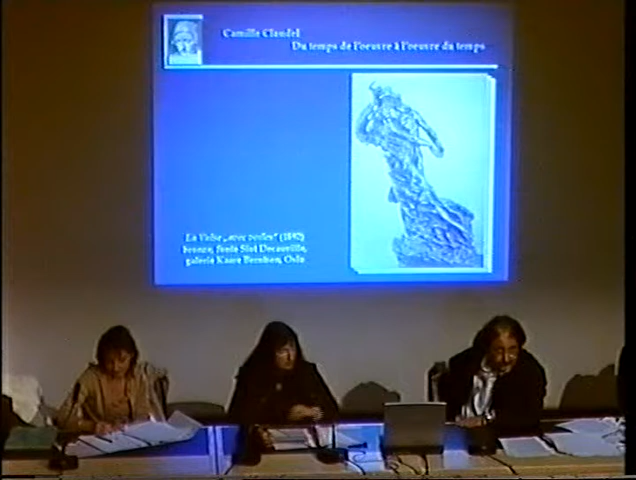 Camille Claudel
Du temps de l'oeuvre à l'oeuvre du temps
La Valse „avec voiles" (1892)
bronze, fonte Siot Decauville,
galerie Kaare Berntsen, Oslo